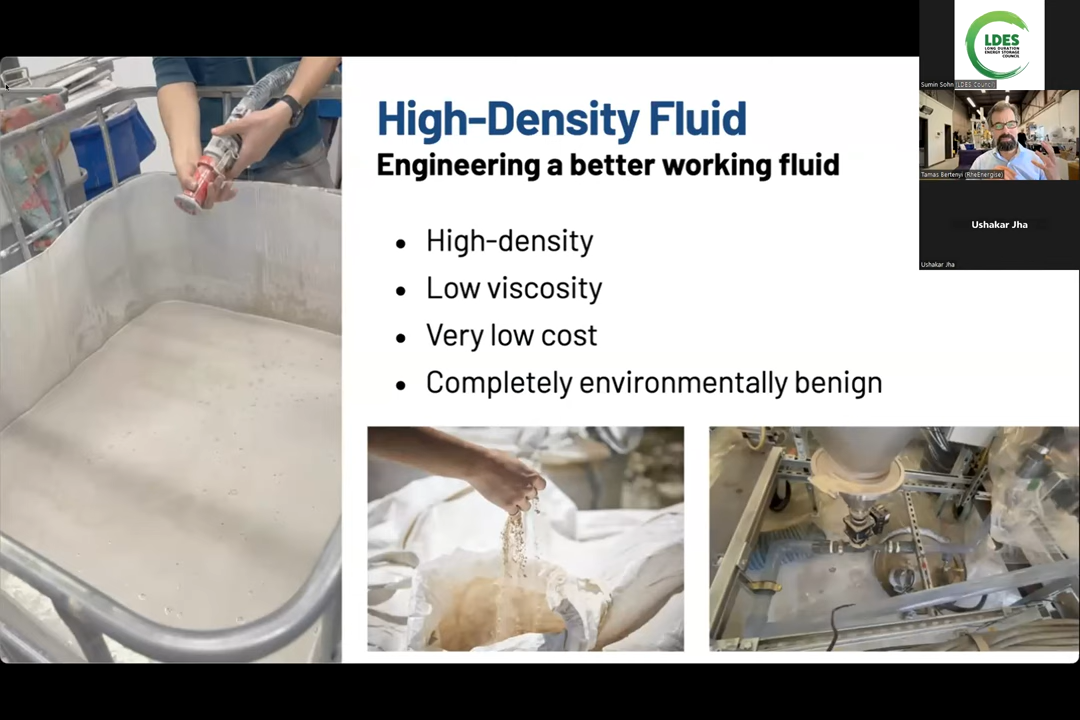 High-Density Fluid
Engineering a better working fluid
• High-density
• Low viscosity
• Very low cost
• Completely environmentally benign
LDES
LONG DURATION
ENERGY STORAGE
COUNCIL
Sumin Sohn (LDES Council)
Tamas Bertenyi (RheEnergise)
Ushakar Jha
Ushakar Jha